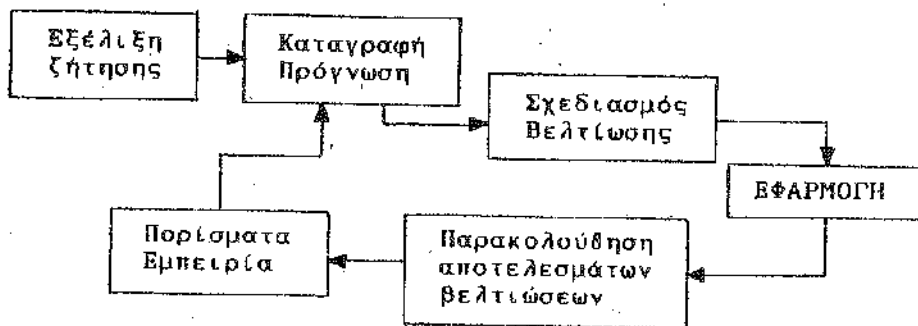 Εξέλιξη
ζήτησης
Καταγραφή
Πρόγνωση
Σχεδιασμός
Βελτίωσης
ΕΦΑΡΜΟΓΗ
Παρακολούθηση
αποτελεσμάτων
βελτιώσεων
Πορίσματα
Εμπειρία